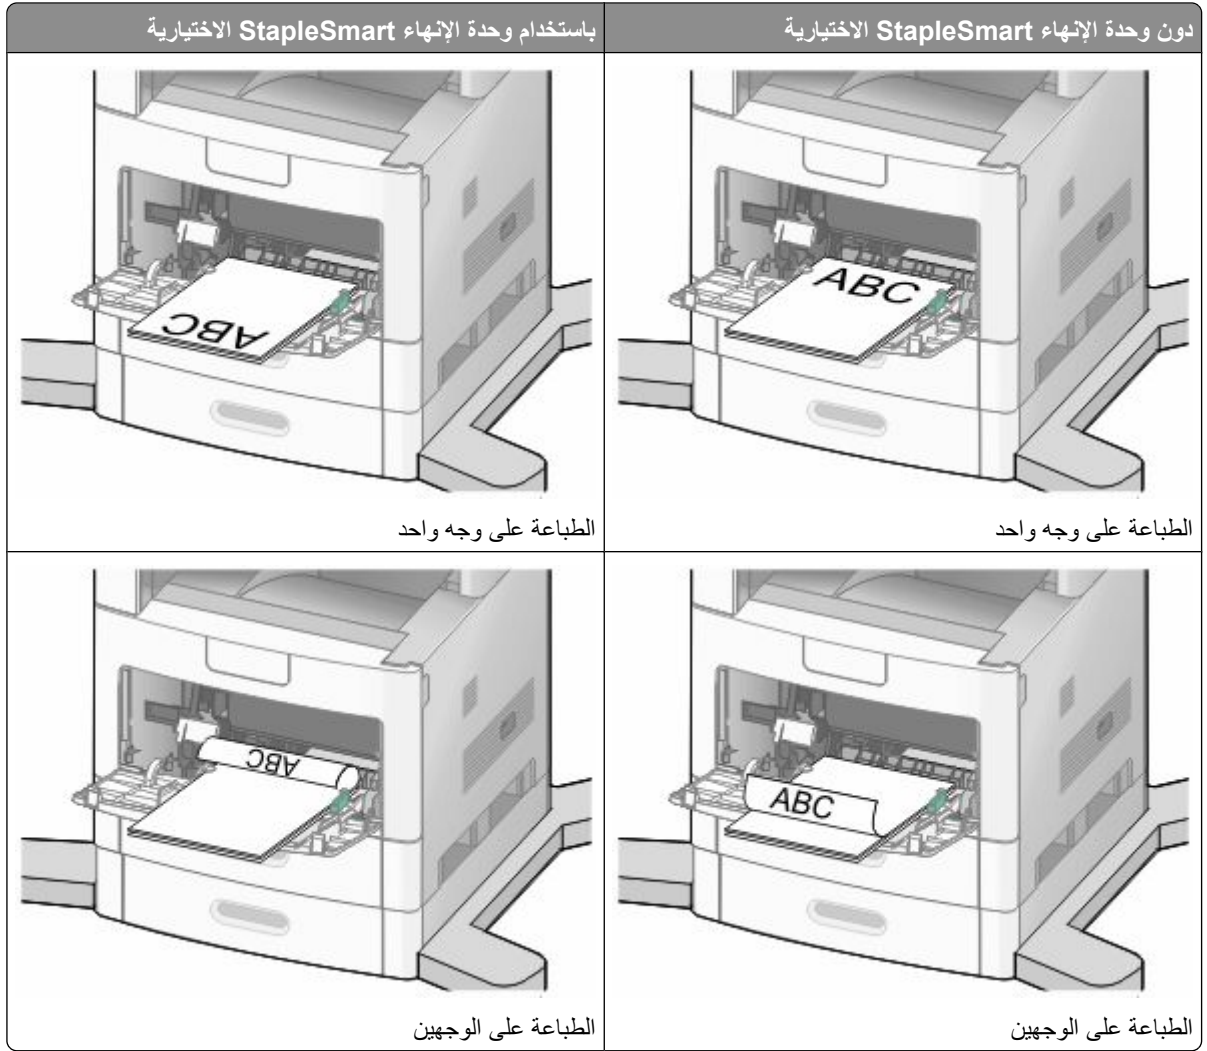 دون وحدة الإنهاء StapleSmart الاختيارية
باستخدام وحدة الإنهاء StapleSmart الاختيارية
ABC
ABC
الطباعة على وجه واحد
الطباعة على وجه واحد
ABC
ABC
الطباعة على الوجهين
الطباعة على الوجهين